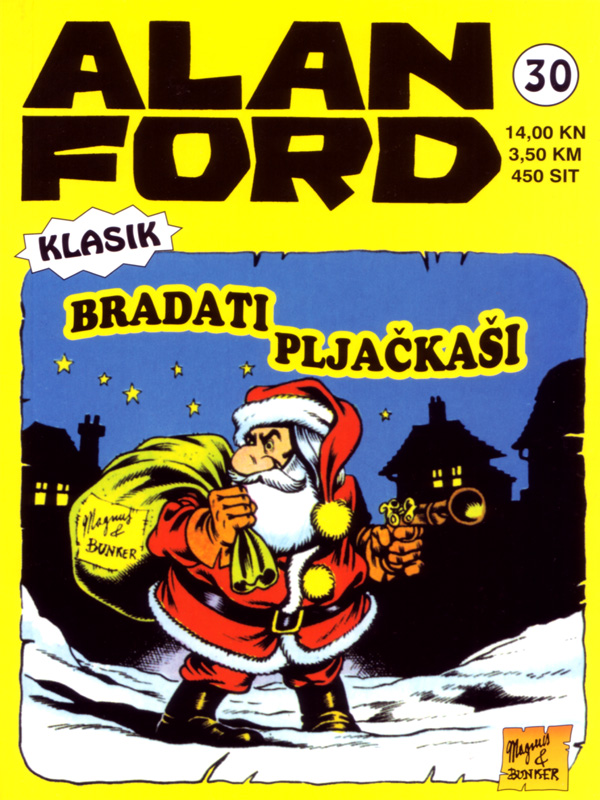 ALAN
FORD
30
14,00 KN
3,50 KM
450 SIT
KLASIK
BRADATI
PLJAČKAŠI
Magnus
&
BUNKER
Magnus
&
BUNKER